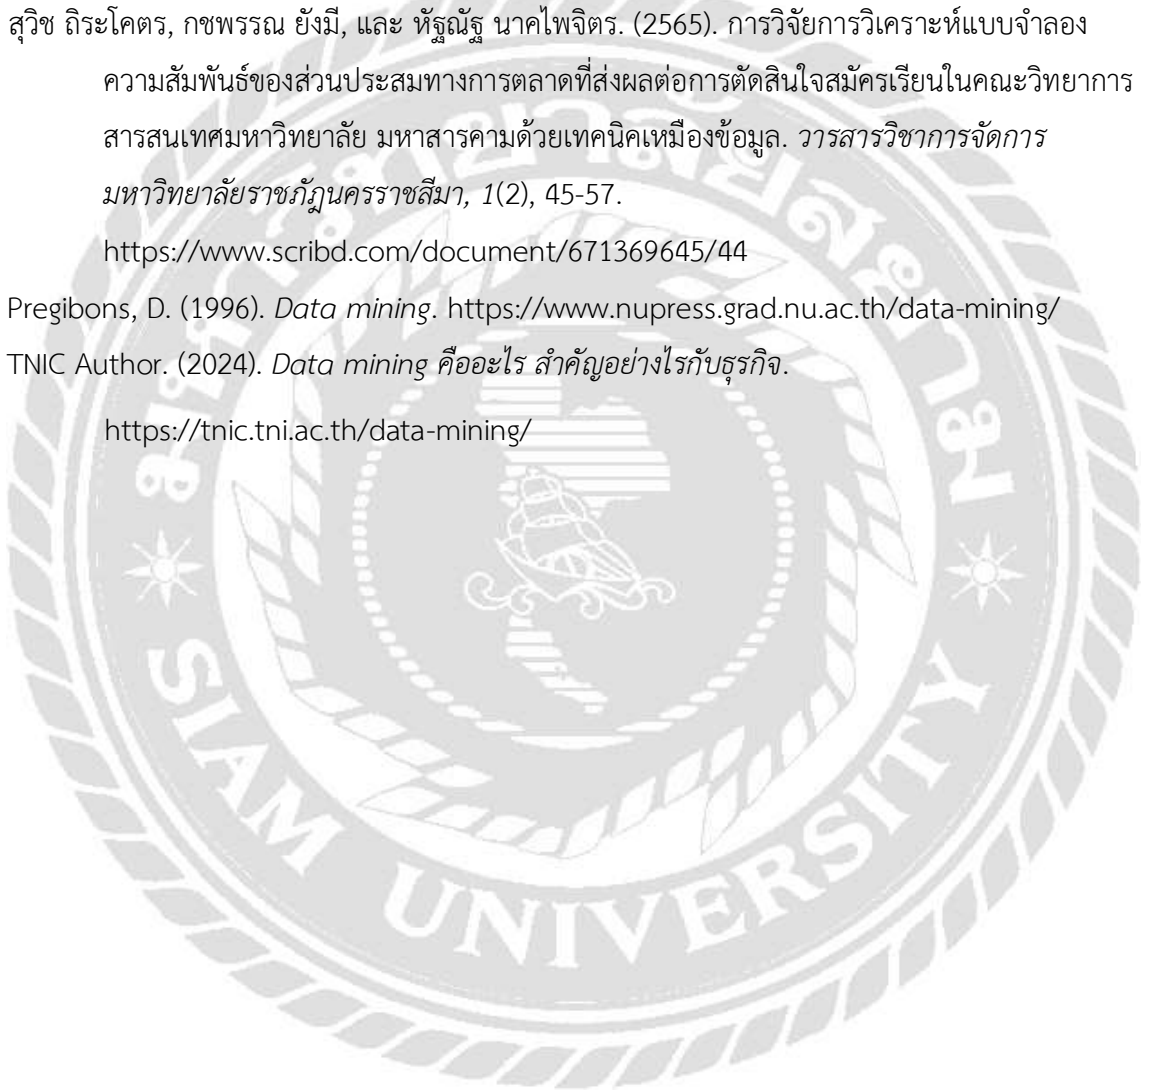 สุวิช ถิระโคตร, กชพรรณ ยังมี, และ หัฐณัฐ นาคไพจิตร. (2565). การวิจัยการวิเคราะห์แบบจำลอง
ความสัมพันธ์ของส่วนประสมทางการตลาดที่ส่งผลต่อการตัดสินใจสมัครเรียนในคณะวิทยาการ
สารสนเทศมหาวิทยาลัย มหาสารคามด้วยเทคนิคเหมืองข้อมูล. วารสารวิชาการจัดการ
มหาวิทยาลัยราชภัฎนครราชสีมา, 1(2), 45-57.
https://www.scribd.com/document/671369645/44
Pregibons, D. (1996). Data mining. https://www.nupress.grad.nu.ac.th/data-mining/
TNIC Author. (2024). Data mining คืออะไร สำคัญอย่างไรกับธุรกิจ.
https://tnic.tni.ac.th/data-mining/
มหาวิทยาลัยสยาม
SIAM UNIVERSITY